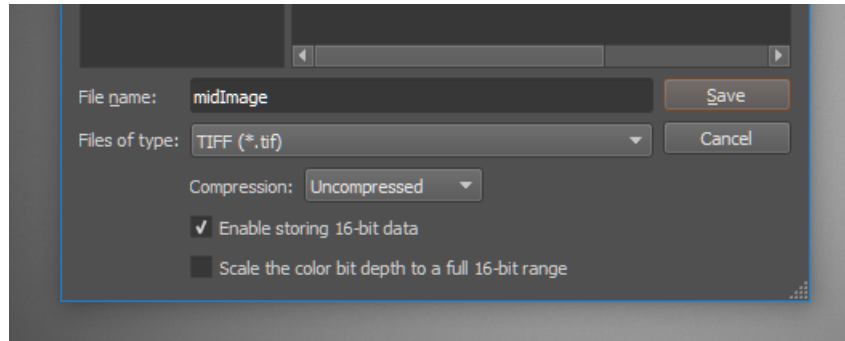 File name: midImage Save
Files of type: TIFF (*.tif) Cancel
Compression: Uncompressed
Enable storing 16-bit data
Scale the color bit depth to a full 16-bit range